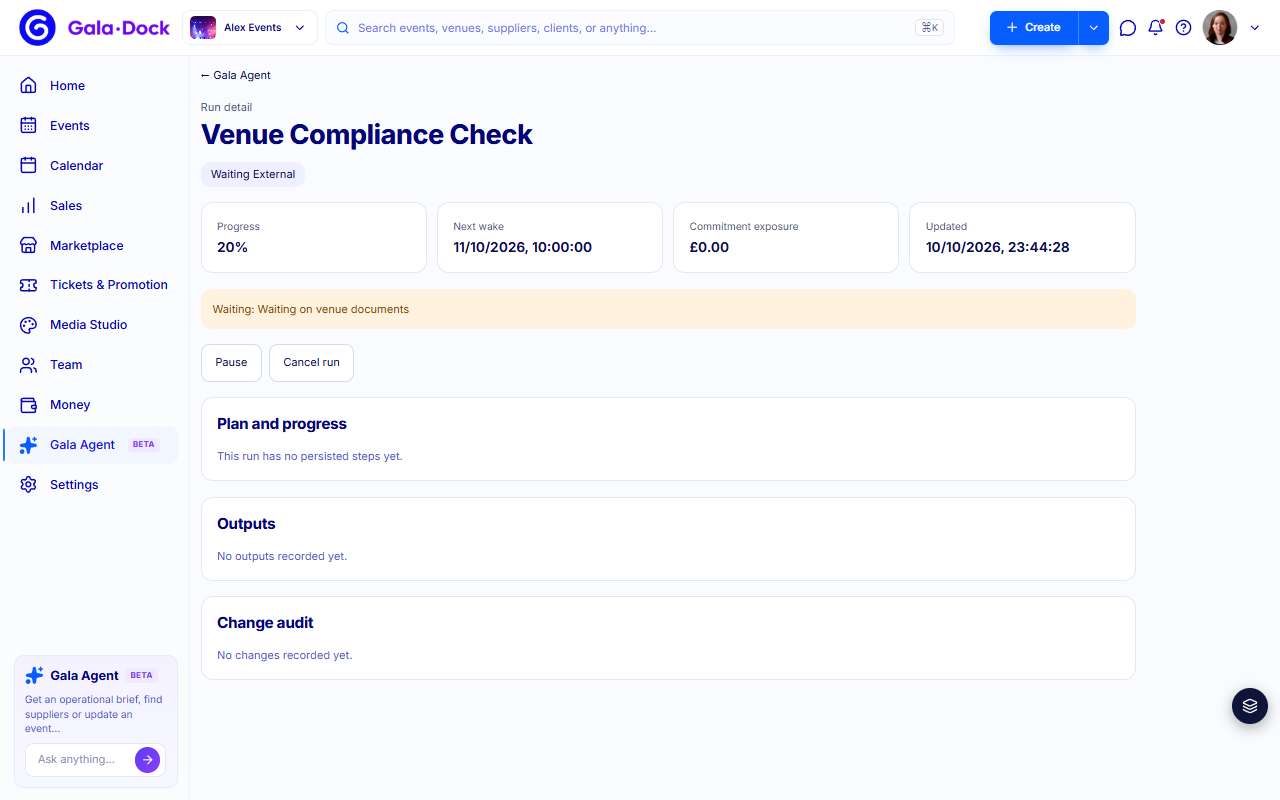 Gala·Dock
Alex Events
Search events, venues, suppliers, clients, or anything...
⌘K
+ Create
← Gala Agent
Home
Events
Calendar
Sales
Marketplace
Tickets & Promotion
Media Studio
Team
Money
Gala Agent BETA
Settings
Run detail
Venue Compliance Check
Waiting External
Progress
20%
Next wake
11/10/2026, 10:00:00
Commitment exposure
£0.00
Updated
10/10/2026, 23:44:28
Waiting: Waiting on venue documents
Pause
Cancel run
Plan and progress
This run has no persisted steps yet.
Outputs
No outputs recorded yet.
Change audit
No changes recorded yet.
Gala Agent BETA
Get an operational brief, find
suppliers or update an
event...
Ask anything...